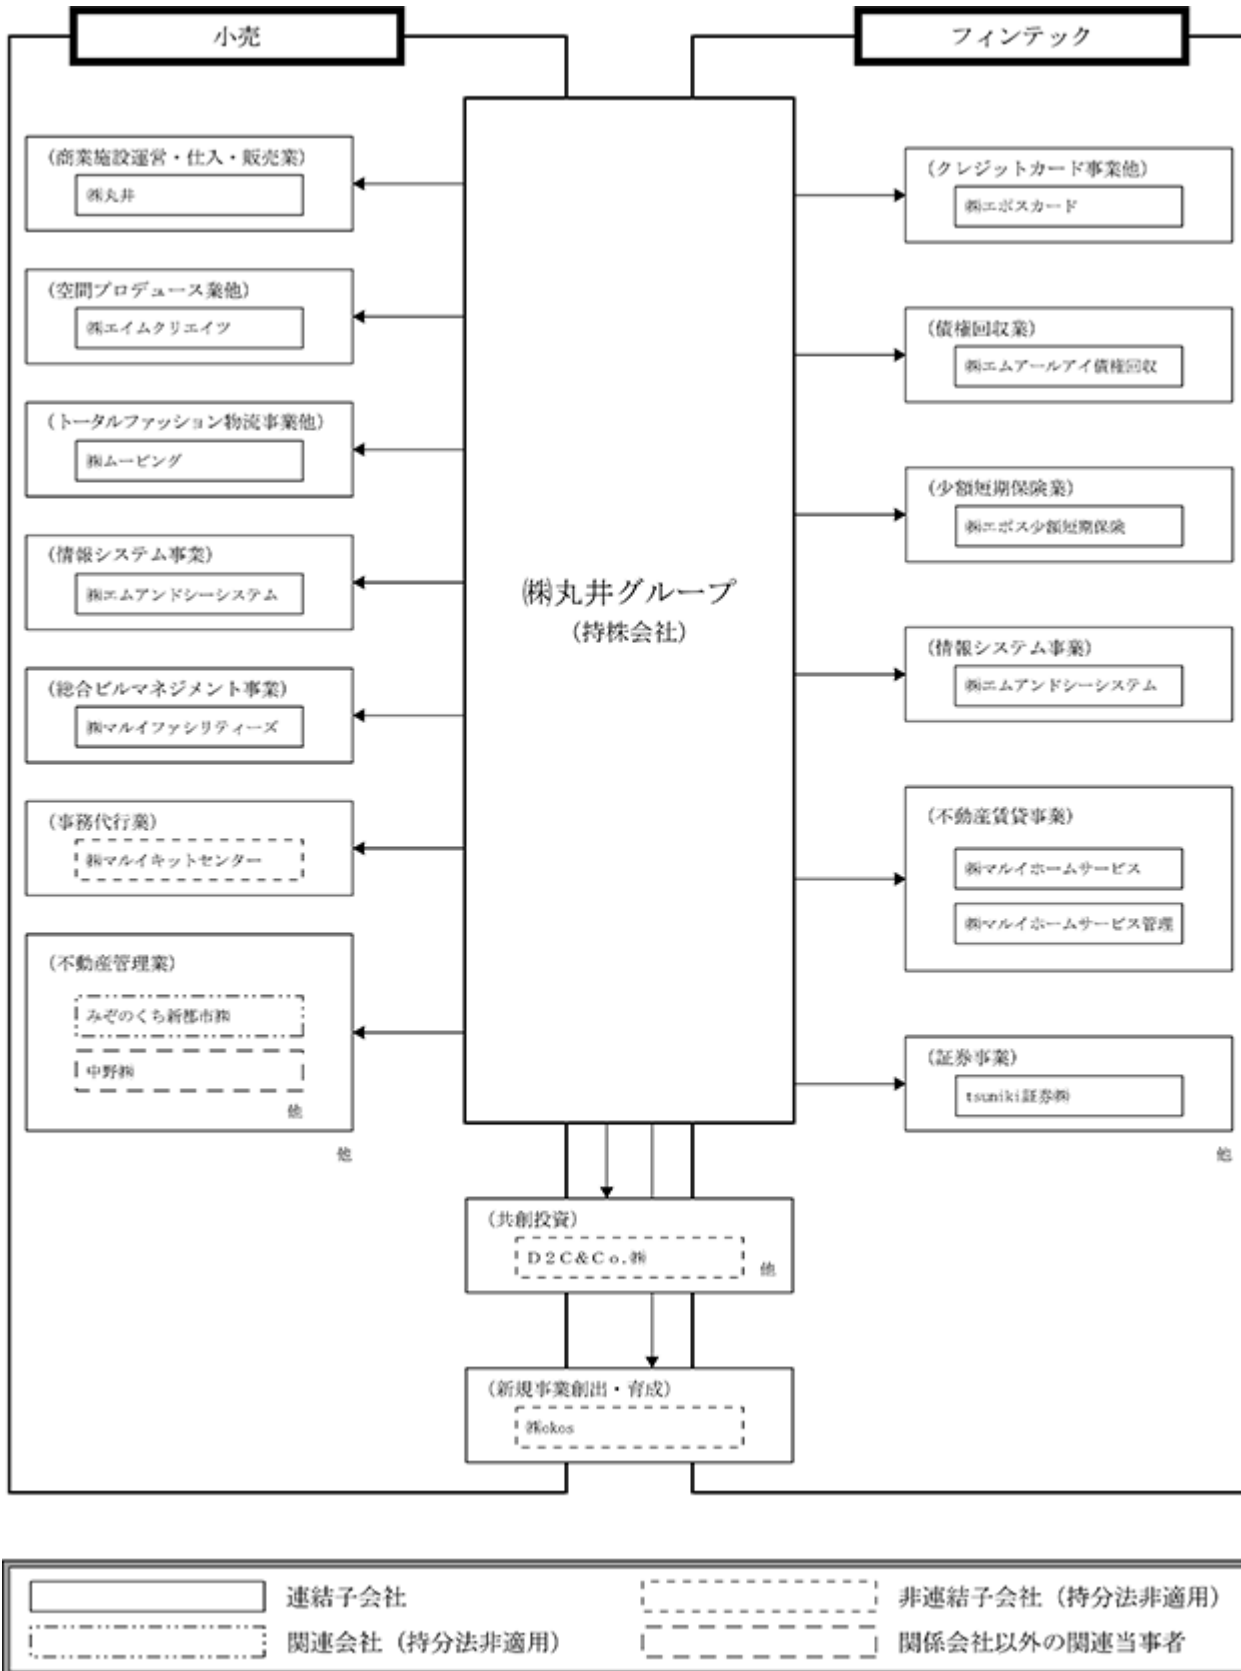 小売
フィンテック
(商業施設運営・仕入・販売業)
㈱丸井
(空間プロデュース業他)
㈱エイムクリエイツ
(トータルファッション物流事業他)
㈱ムービング
(情報システム事業)
㈱エムアンドシーシステム
(総合ビルマネジメント事業)
㈱マルイファシリティーズ
(事務代行業)
㈱マルイキットセンター
(不動産管理業)
みぞのくち新都市㈱
中野㈱
他
他
㈱丸井グループ
(持株会社)
(クレジットカード事業他)
㈱エポスカード
(債権回収業)
㈱エムアールアイ債権回収
(少額短期保険業)
㈱エポス少額短期保険
(情報システム事業)
㈱エムアンドシーシステム
(不動産賃貸事業)
㈱マルイホームサービス
㈱マルイホームサービス管理
(証券事業)
tsumiki証券㈱
他
(共創投資)
Ｄ２Ｃ＆Ｃｏ.㈱
他
(新規事業創出・育成)
㈱okos
連結子会社
非連結子会社（持分法非適用）
関連会社（持分法非適用）
関係会社以外の関連当事者